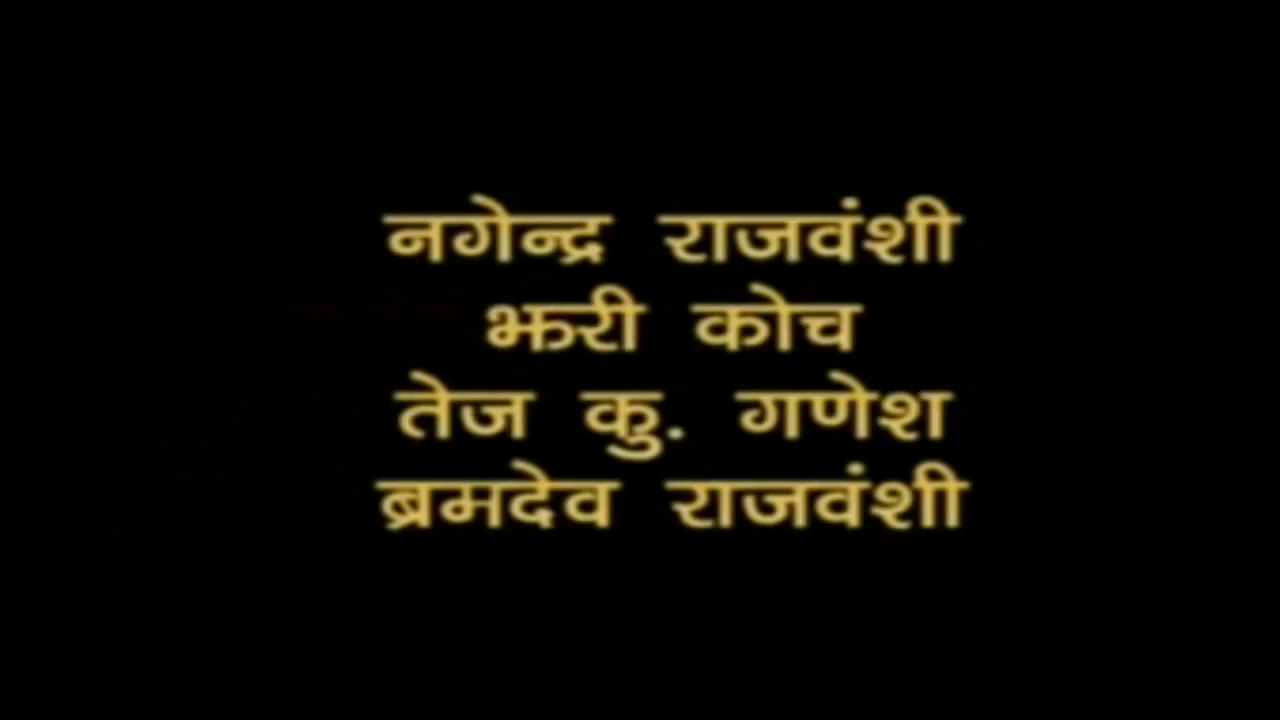 नगेन्द्र राजवंशी
झरी कोच
तेज कु. गणेश
ब्रमदेव राजवंशी